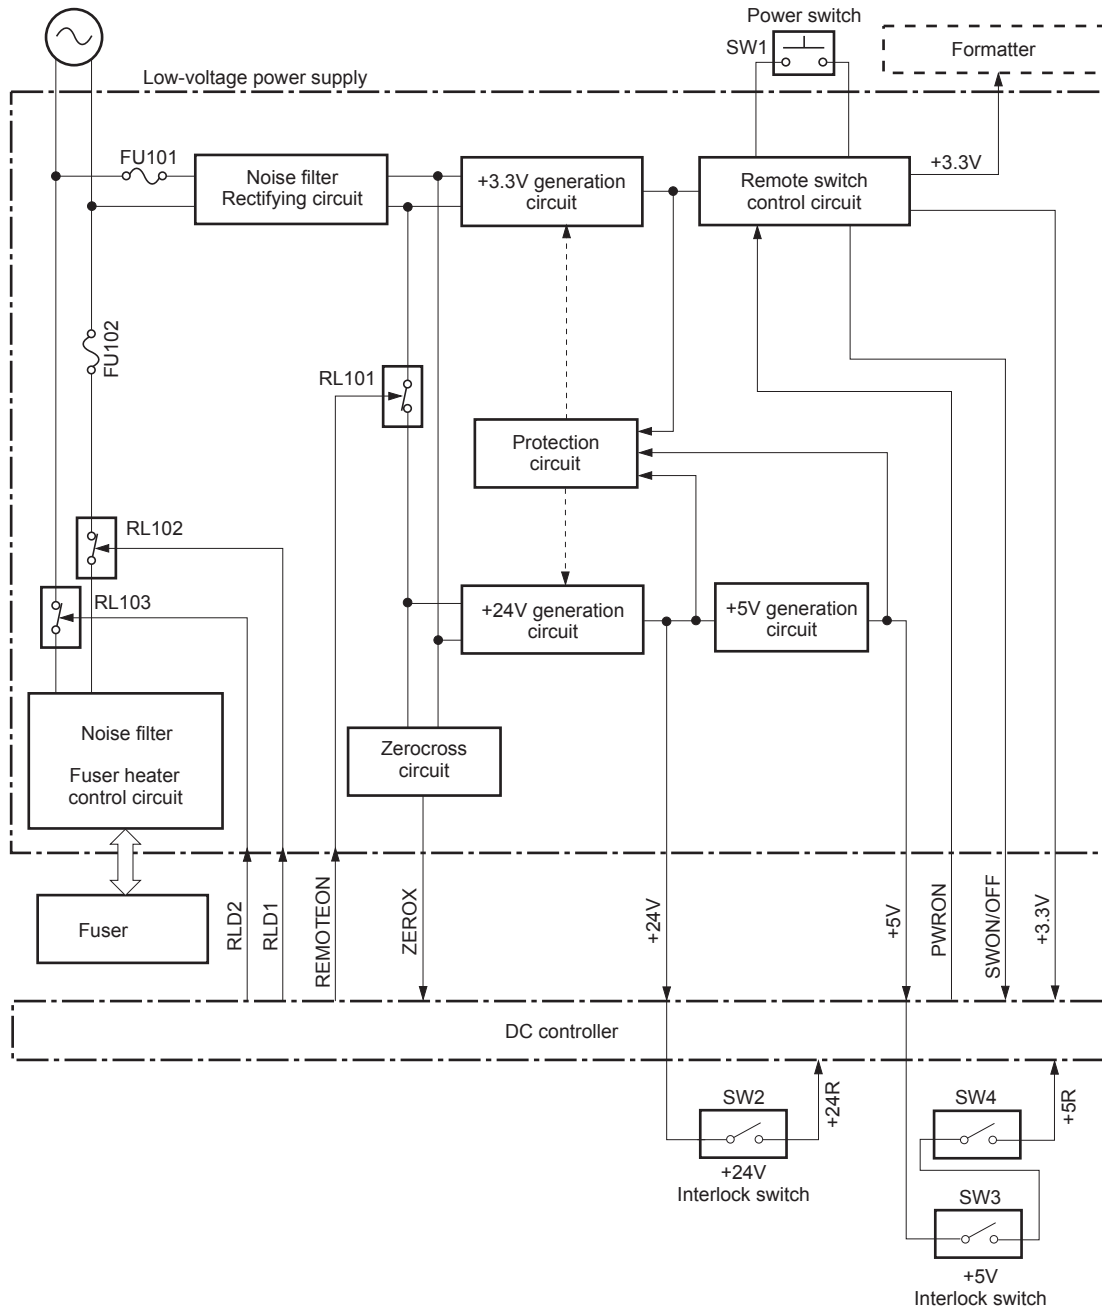 Power switch
SW1
Formatter
Low-voltage power supply
FU101
Noise filter
Rectifying circuit
+3.3V generation
circuit
Remote switch
control circuit
+3.3V
FU102
RL101
Protection
circuit
RL102
RL103
+24V generation
circuit
+5V generation
circuit
Noise filter
Fuser heater
control circuit
Zerocross
circuit
Fuser
RLD2
RLD1
REMOTEON
ZEROX
+24V
+5V
PWRON
SWON/OFF
+3.3V
DC controller
SW2
+24R
+24V
Interlock switch
SW4
+5R
SW3
+5V
Interlock switch